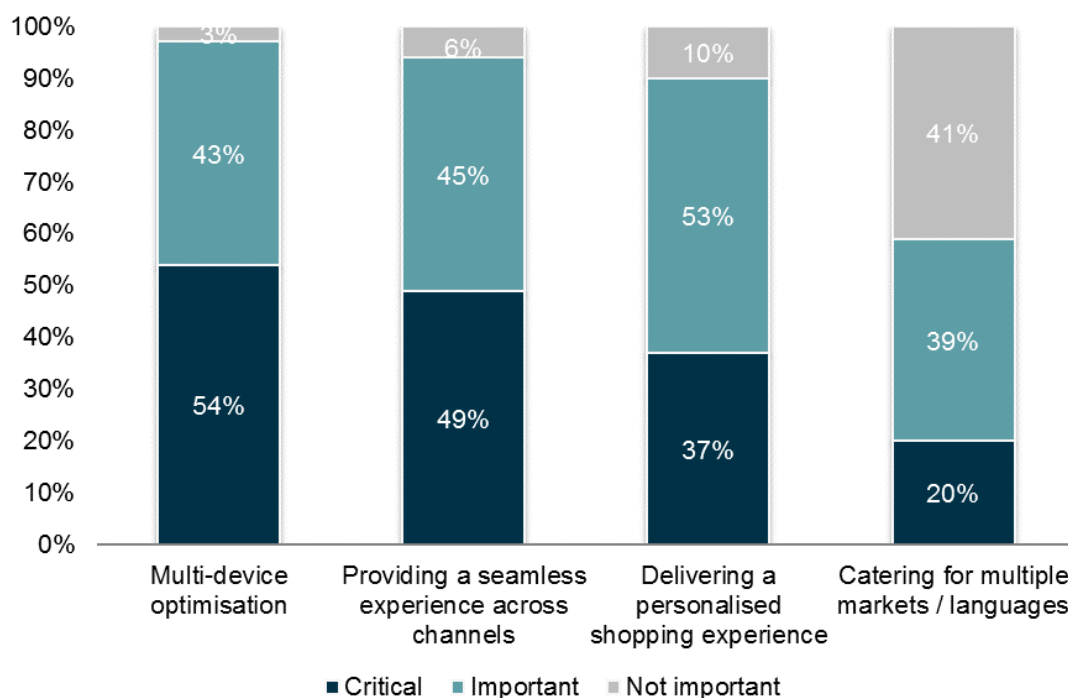 100%
90%
80%
70%
60%
50%
40%
30%
20%
10%
0%
3%
43%
54%
6%
45%
49%
10%
53%
37%
41%
39%
20%
Multi-device
optimisation
Providing a seamless
experience across
channels
Delivering a
personalised
shopping experience
Catering for multiple
markets / languages
Critical Important Not important